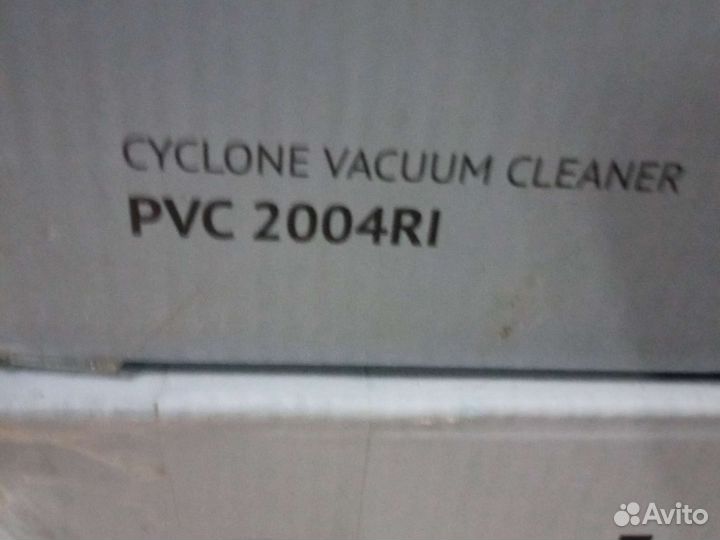 CYCLONE VACUUM CLEANER
PVC 2004RI
Avito